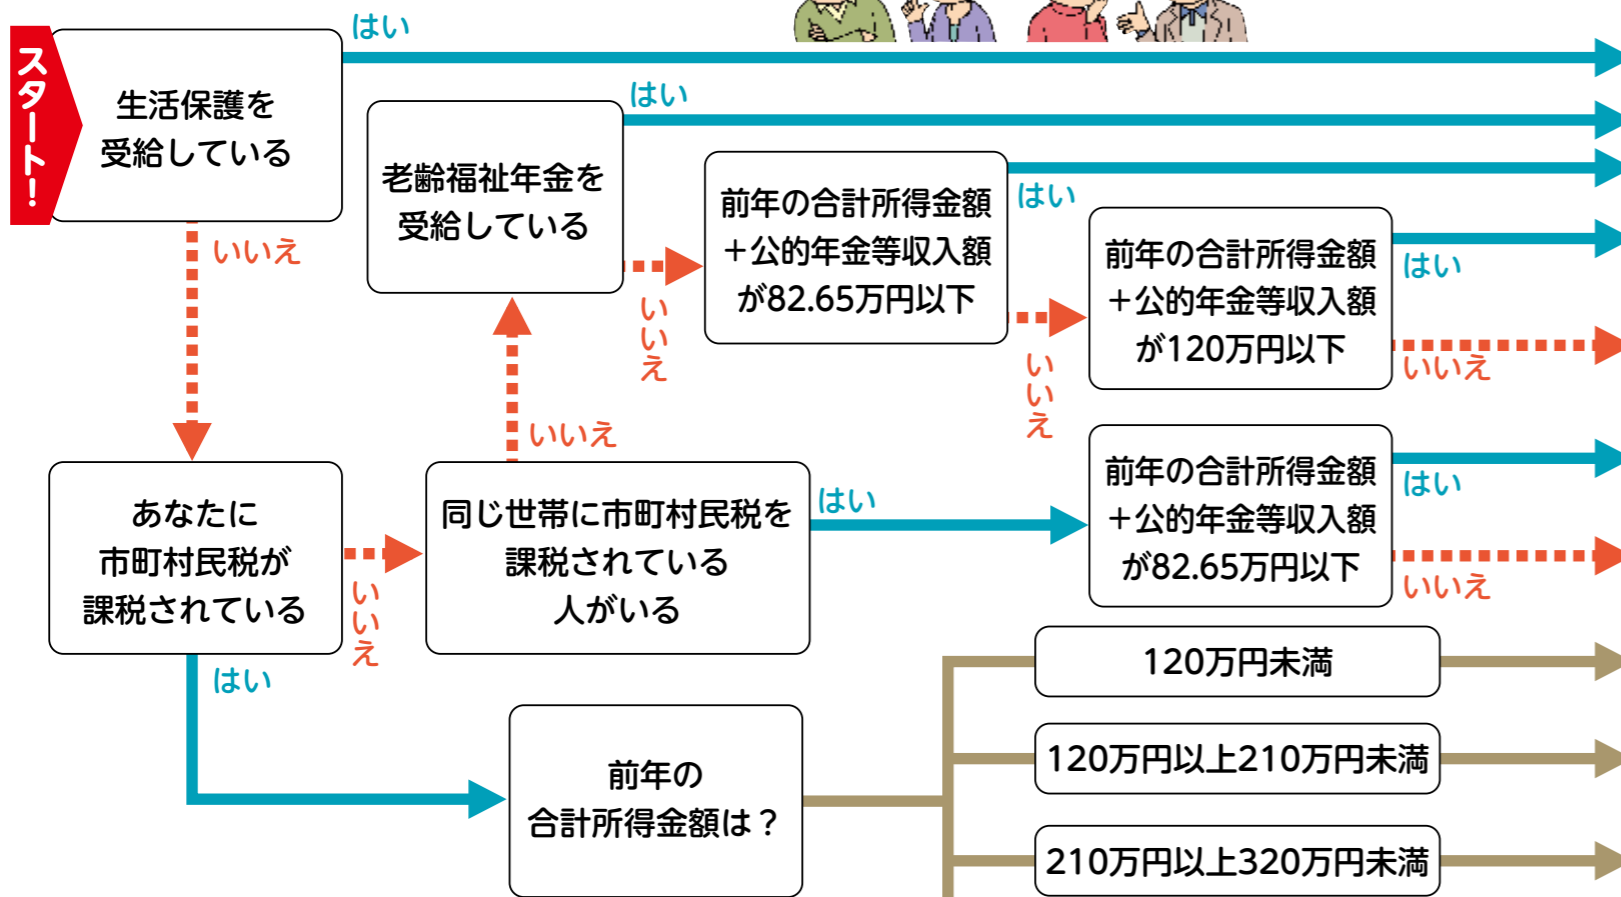 スタート！
生活保護を
受給している
はい
いいえ
老齢福祉年金を
受給している
はい
いいえ
前年の合計所得金額
＋公的年金等収入額
が82.65万円以下
はい
いいえ
前年の合計所得金額
＋公的年金等収入額
が120万円以下
はい
いいえ
あなたに
市町村民税が
課税されている
いいえ
はい
同じ世帯に市町村民税を
課税されている
人がいる
いいえ
はい
前年の合計所得金額
＋公的年金等収入額
が82.65万円以下
はい
いいえ
前年の
合計所得金額は？
120万円未満
120万円以上210万円未満
210万円以上320万円未満